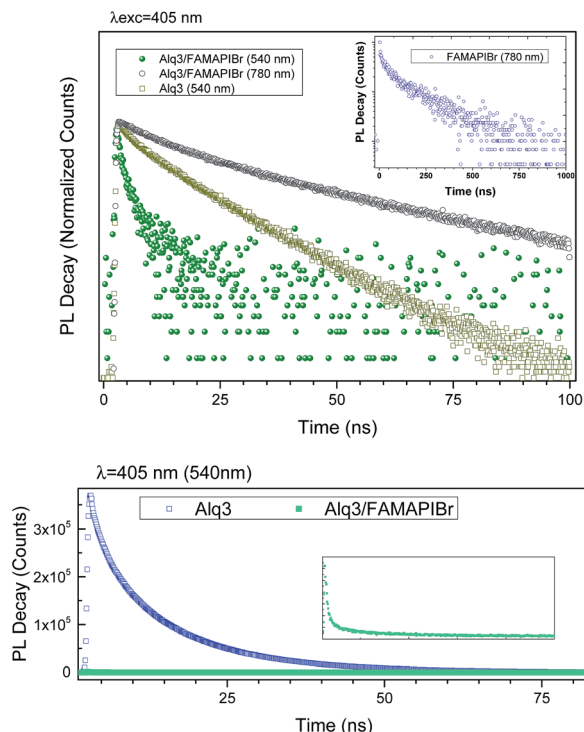 λexc=405 nm
Alq3/FAMAPIBr (540 nm)
Alq3/FAMAPIBr (780 nm)
Alq3 (540 nm)
FAMAPIBr (780 nm)
PL Decay (Counts)
0 250 500 750 1000
Time (ns)
PL Decay (Normalized Counts)
0 25 50 75 100
Time (ns)
λ=405 nm (540nm)
Alq3
Alq3/FAMAPIBr
PL Decay (Counts)
3x10⁵
2x10⁵
1x10⁵
0
25 50 75
Time (ns)